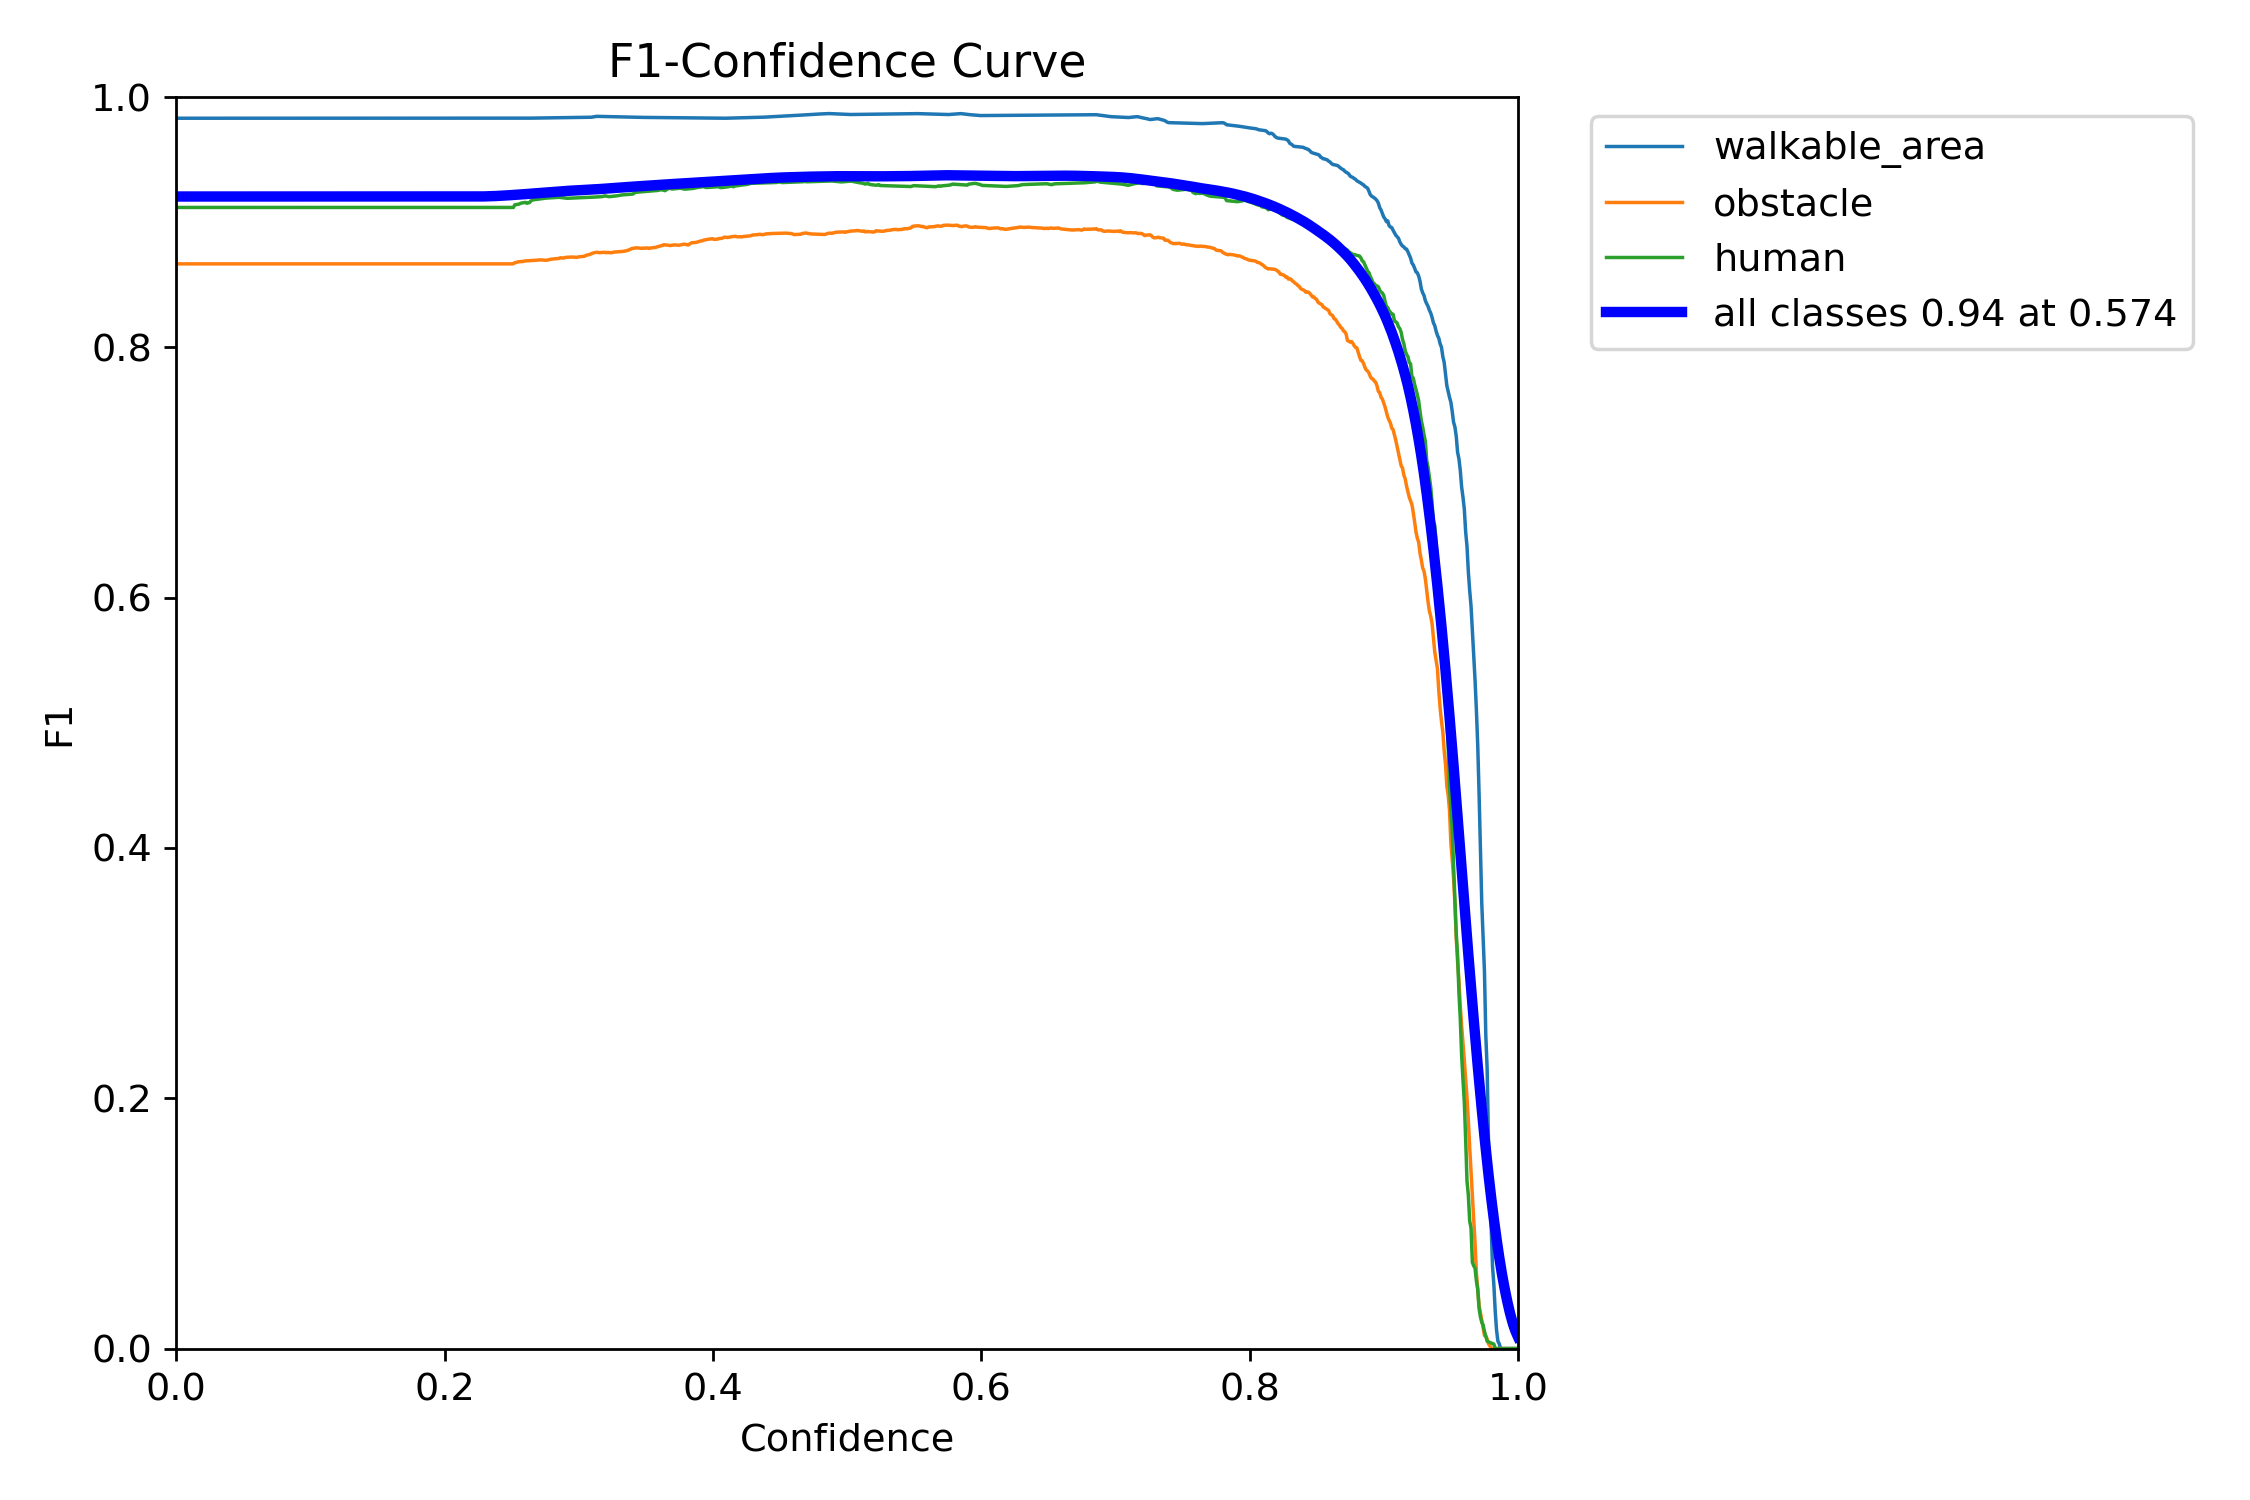 F1-Confidence Curve
1.0
0.8
0.6
0.4
0.2
0.0
F1
0.0 0.2 0.4 0.6 0.8 1.0
Confidence
walkable_area
obstacle
human
all classes 0.94 at 0.574